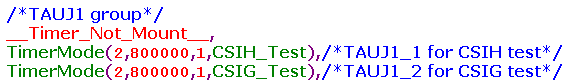 /*TAUJ1 group*/
__Timer_Not_Mount__,
TimerMode(2,800000,1,CSIH_Test),/*TAUJ1_1 for CSIH test*/
TimerMode(2,800000,1,CSIG_Test),/*TAUJ1_2 for CSIG test*/